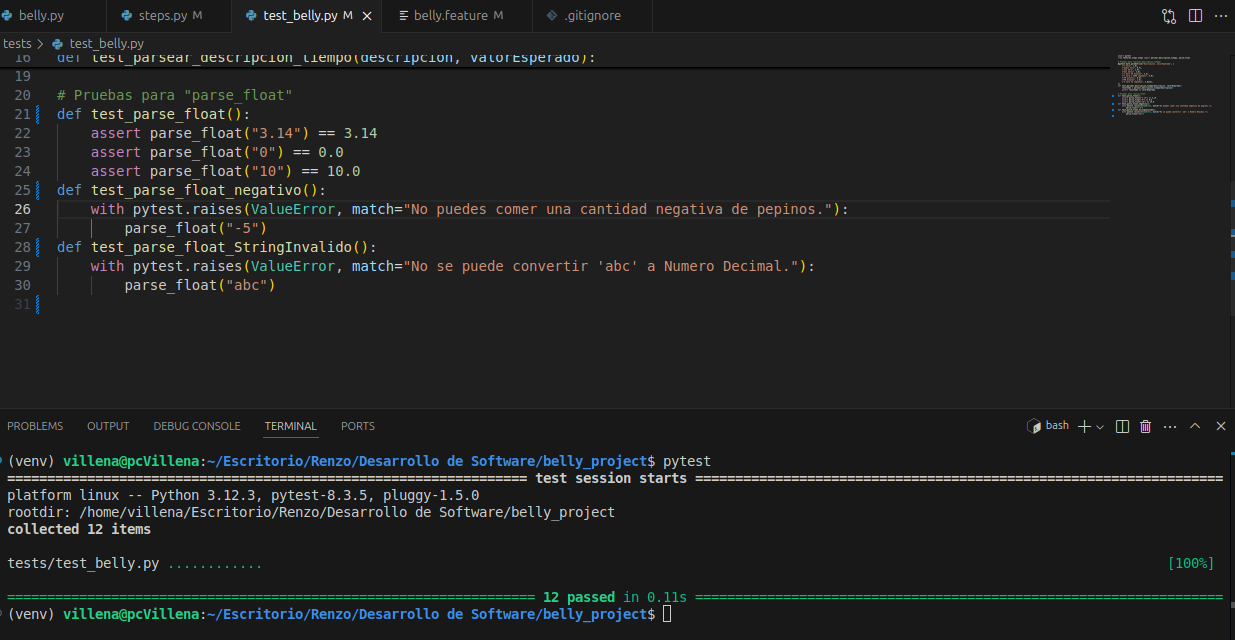 belly.py
steps.py M
test_belly.py M
belly.feature M
.gitignore
tests > test_belly.py
16 def test_parsear_descripcion_tiempo(descripcion, valorEsperado):
19
20 # Pruebas para "parse_float"
21 def test_parse_float():
22 assert parse_float("3.14") == 3.14
23 assert parse_float("0") == 0.0
24 assert parse_float("10") == 10.0
25 def test_parse_float_negativo():
26 with pytest.raises(ValueError, match="No puedes comer una cantidad negativa de pepinos."):
27 parse_float("-5")
28 def test_parse_float_StringInvalido():
29 with pytest.raises(ValueError, match="No se puede convertir 'abc' a Numero Decimal."):
30 parse_float("abc")
31
PROBLEMS OUTPUT DEBUG CONSOLE TERMINAL PORTS
bash
(venv) villena@pcVillena:~/Escritorio/Renzo/Desarrollo de Software/belly_project$ pytest
test session starts
platform linux -- Python 3.12.3, pytest-8.3.5, pluggy-1.5.0
rootdir: /home/villena/Escritorio/Renzo/Desarrollo de Software/belly_project
collected 12 items
tests/test_belly.py ............ [100%]
12 passed in 0.11s
(venv) villena@pcVillena:~/Escritorio/Renzo/Desarrollo de Software/belly_project$